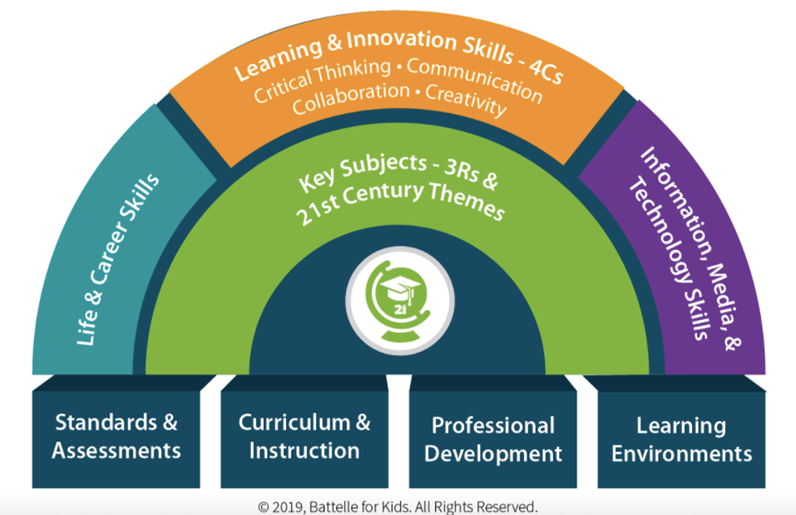 Learning & Innovation Skills - 4Cs
Critical Thinking • Communication
Collaboration • Creativity
Life & Career Skills
Key Subjects - 3Rs &
21st Century Themes
Information, Media, &
Technology Skills
21
Standards &
Assessments
Curriculum &
Instruction
Professional
Development
Learning
Environments
© 2019, Battelle for Kids. All Rights Reserved.